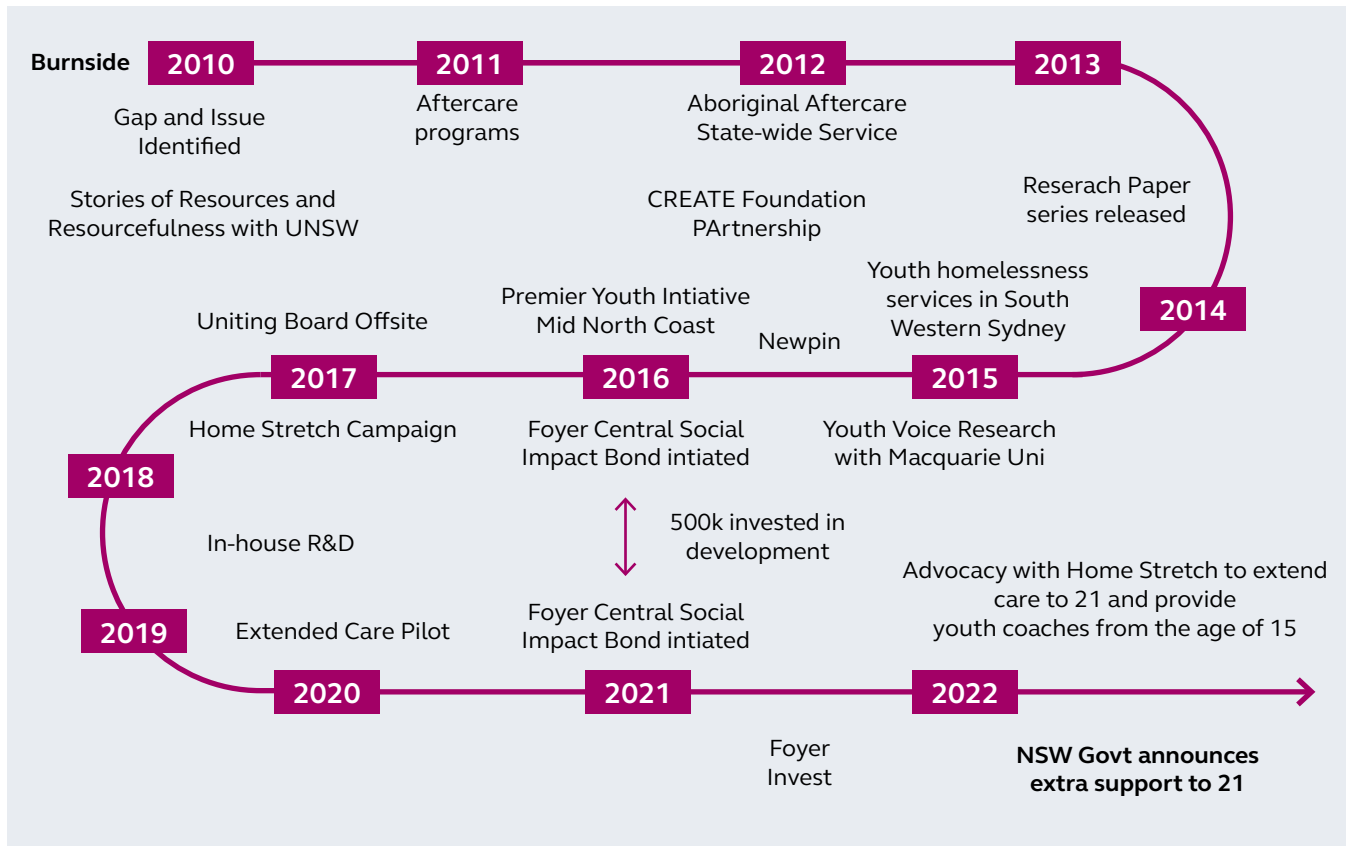 Burnside
2010
2011
2012
2013
Gap and Issue
Identified
Aftercare
programs
Aboriginal Aftercare
State-wide Service
Stories of Resources and
Resourcefulness with UNSW
CREATE Foundation
PArtnership
Reserach Paper
series released
2014
Youth homelessness
services in South
Western Sydney
Newpin
Premier Youth Intiative
Mid North Coast
Uniting Board Offsite
2015
2016
2017
Youth Voice Research
with Macquarie Uni
Foyer Central Social
Impact Bond intiated
Home Stretch Campaign
2018
500k invested in
development
In-house R&D
2019
Extended Care Pilot
Foyer Central Social
Impact Bond intiated
Advocacy with Home Stretch to extend
care to 21 and provide
youth coaches from the age of 15
2020
2021
2022
Foyer
Invest
NSW Govt announces
extra support to 21